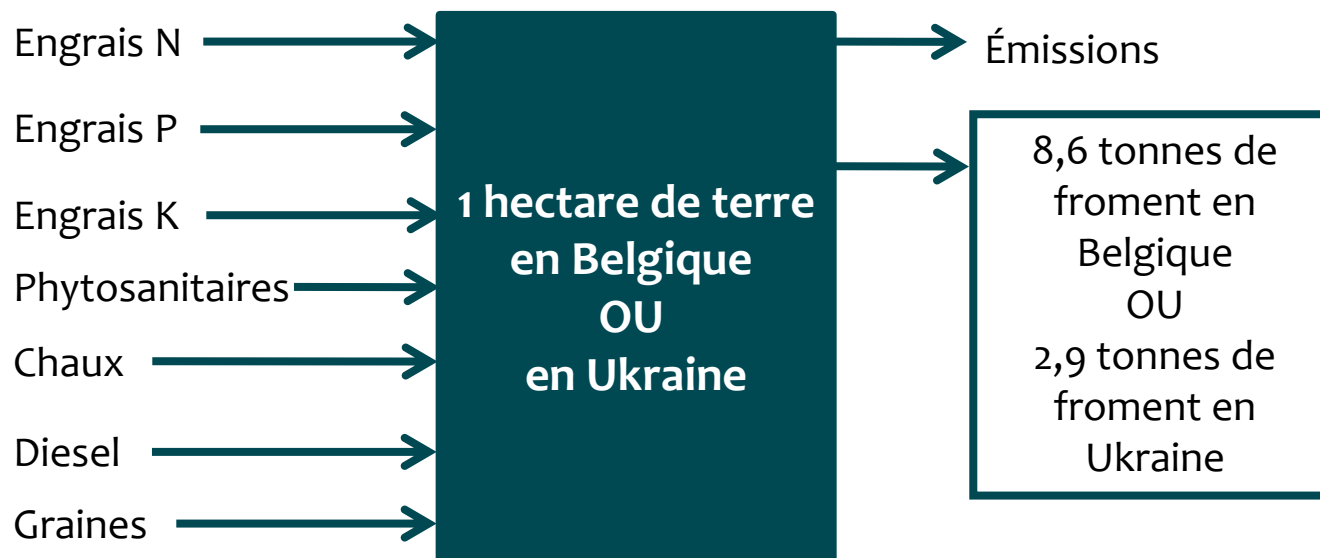 Engrais N
Engrais P
Engrais K
Phytosanitaires
Chaux
Diesel
Graines
1 hectare de terre
en Belgique
OU
en Ukraine
Émissions
8,6 tonnes de
froment en
Belgique
OU
2,9 tonnes de
froment en
Ukraine